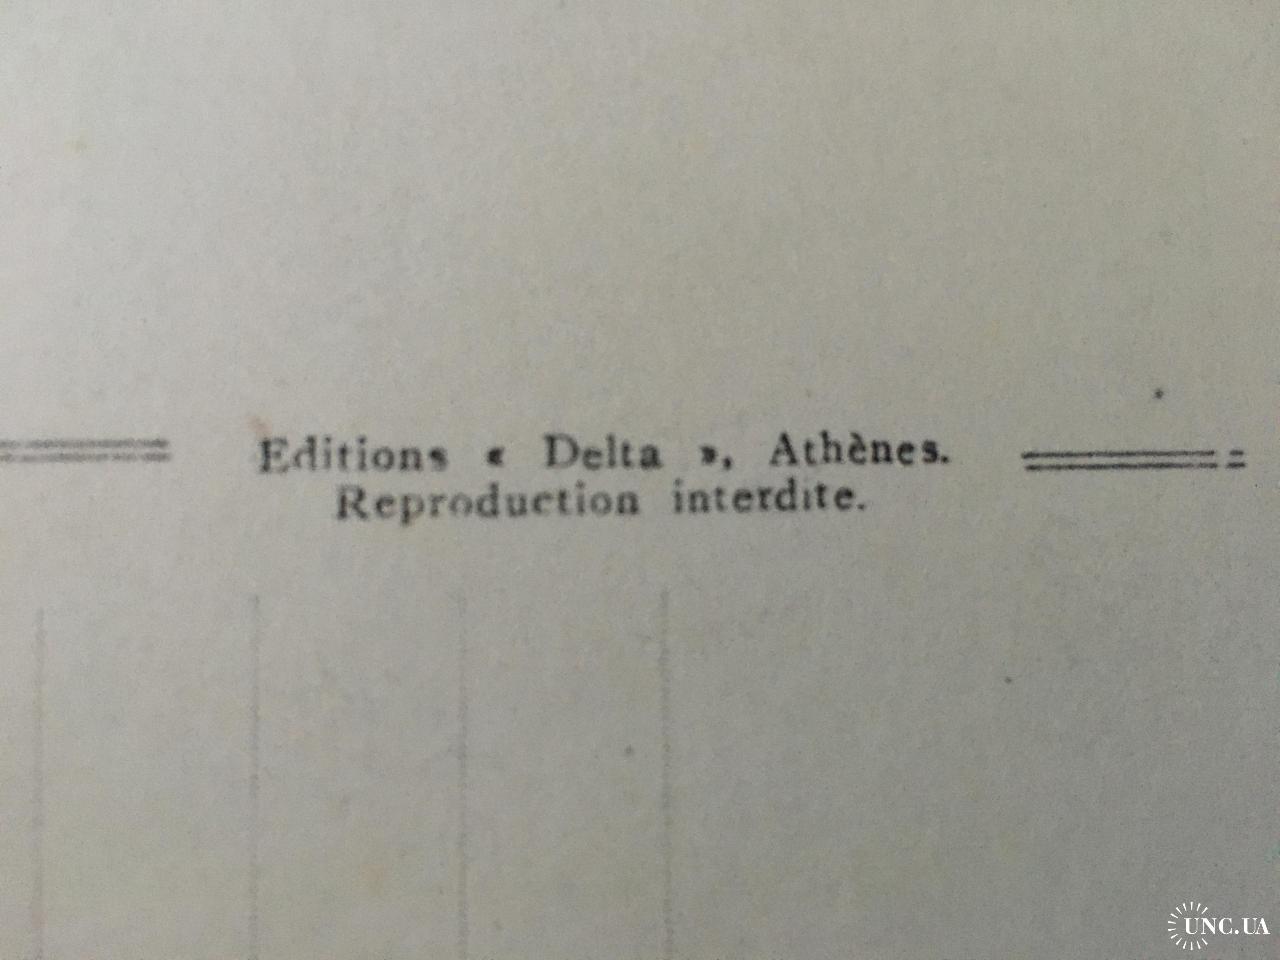 Editions « Delta », Athènes.
Reproduction interdite.
UNC.UA